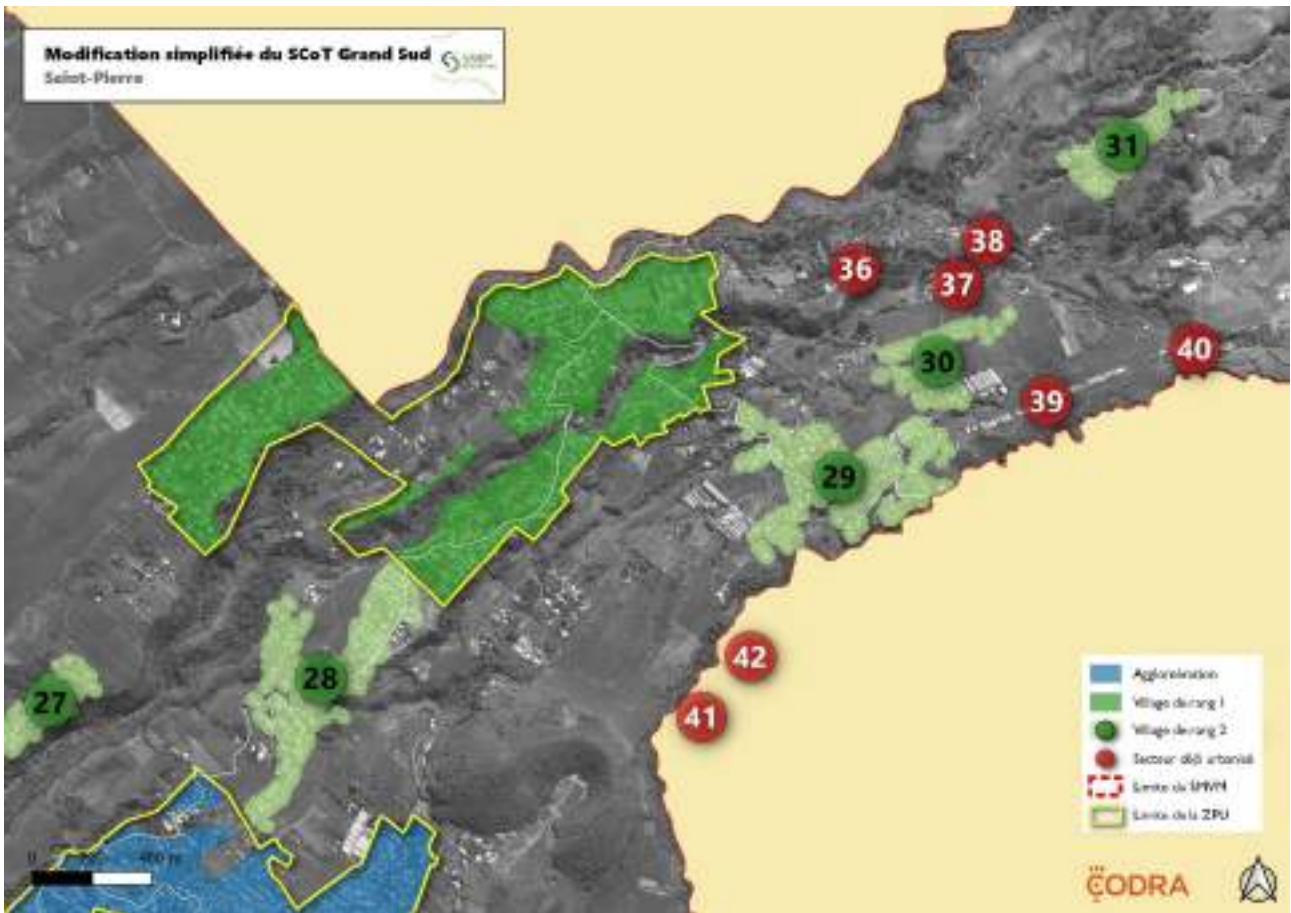 Modification simplifiée du SCoT Grand Sud
Saint-Pierre
31
38
36
37
40
30
39
29
42
28
27
41
Agglomération
Village de rang 1
Village de rang 2
Secteur déjà urbanisé
Limite du SMVM
Limite de la ZPU
0
400 m
CODRA